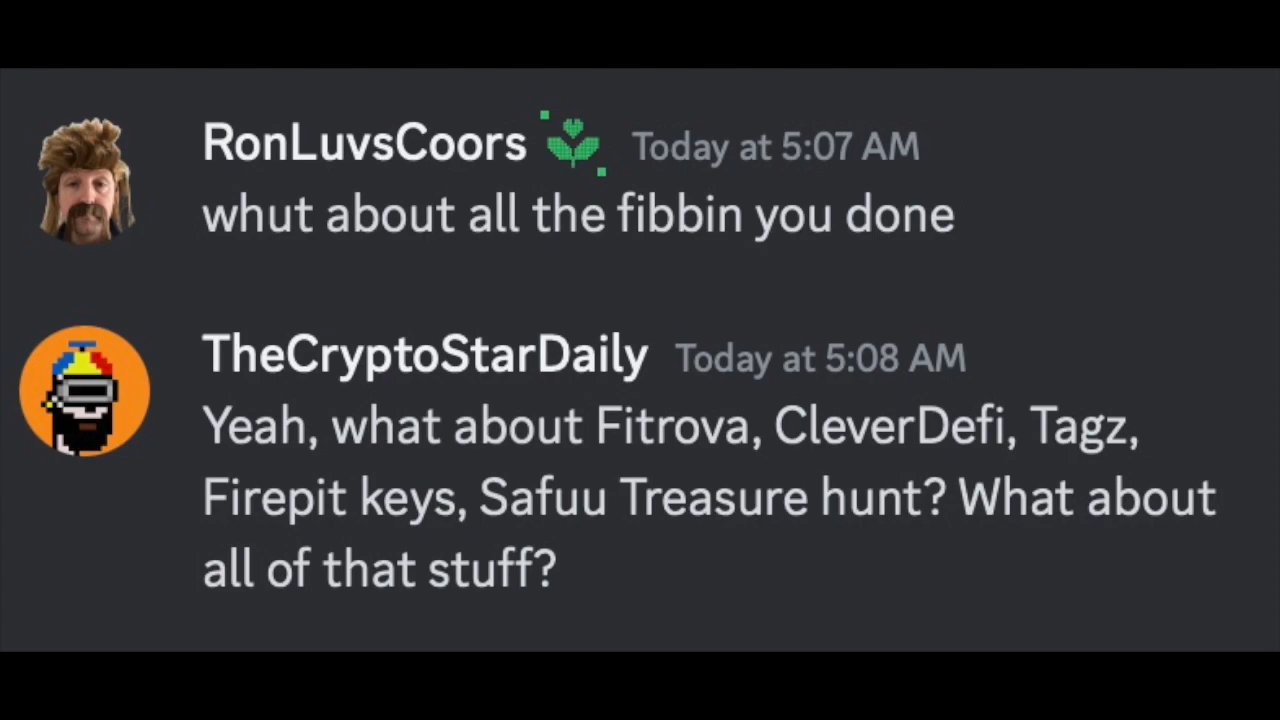 RonLuvsCoors Today at 5:07 AM
whut about all the fibbin you done
TheCryptoStarDaily Today at 5:08 AM
Yeah, what about Fitrova, CleverDefi, Tagz,
Firepit keys, Safuu Treasure hunt? What about
all of that stuff?